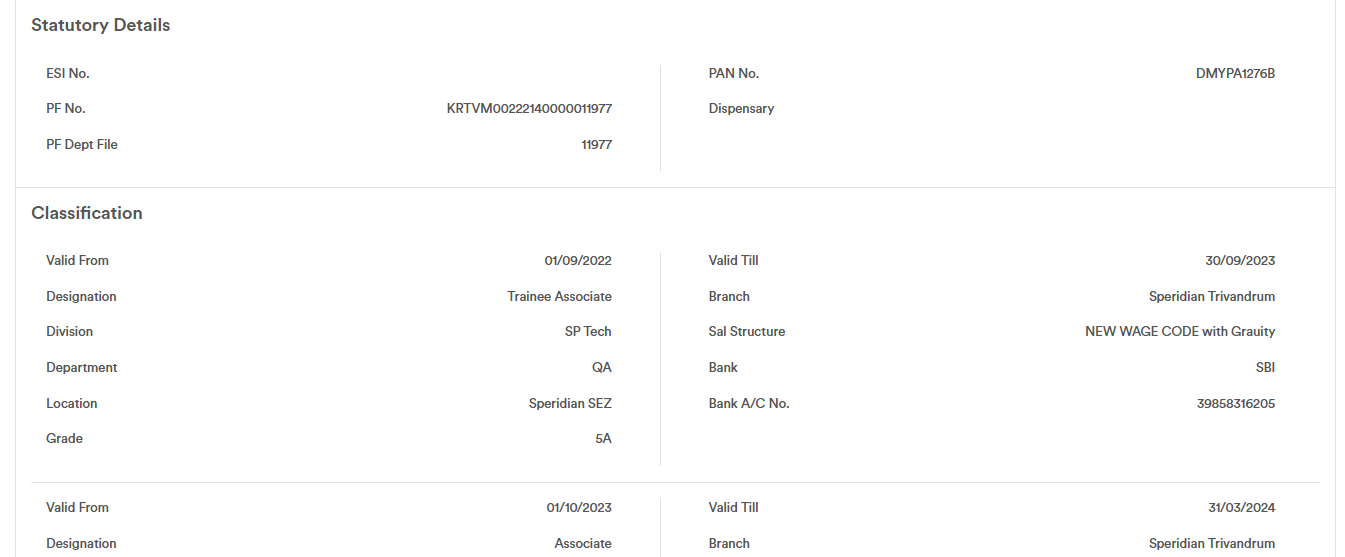 Statutory Details
ESI No.
PAN No. DMYPA1276B
PF No. KRTVM00222140000011977
Dispensary
PF Dept File 11977
Classification
Valid From 01/09/2022 Valid Till 30/09/2023
Designation Trainee Associate Branch Speridian Trivandrum
Division SP Tech Sal Structure NEW WAGE CODE with Grauity
Department QA Bank SBI
Location Speridian SEZ Bank A/C No. 39858316205
Grade 5A
Valid From 01/10/2023 Valid Till 31/03/2024
Designation Associate Branch Speridian Trivandrum